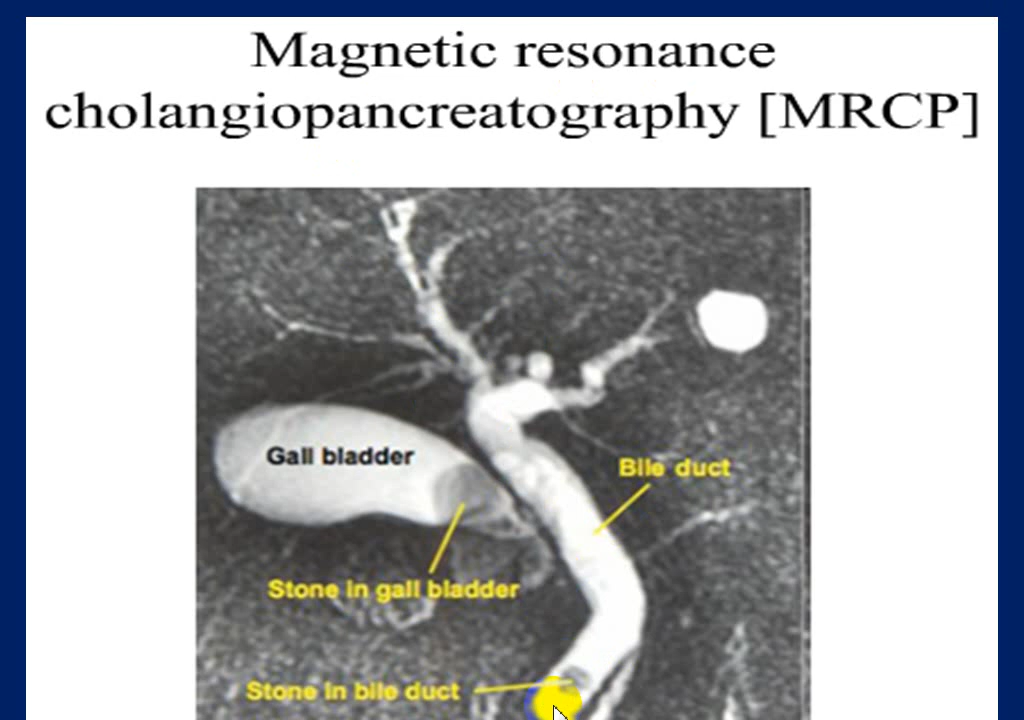 Magnetic resonance
cholangiopancreatography [MRCP]
Gall bladder
Bile duct
Stone in gall bladder
Stone in bile duct